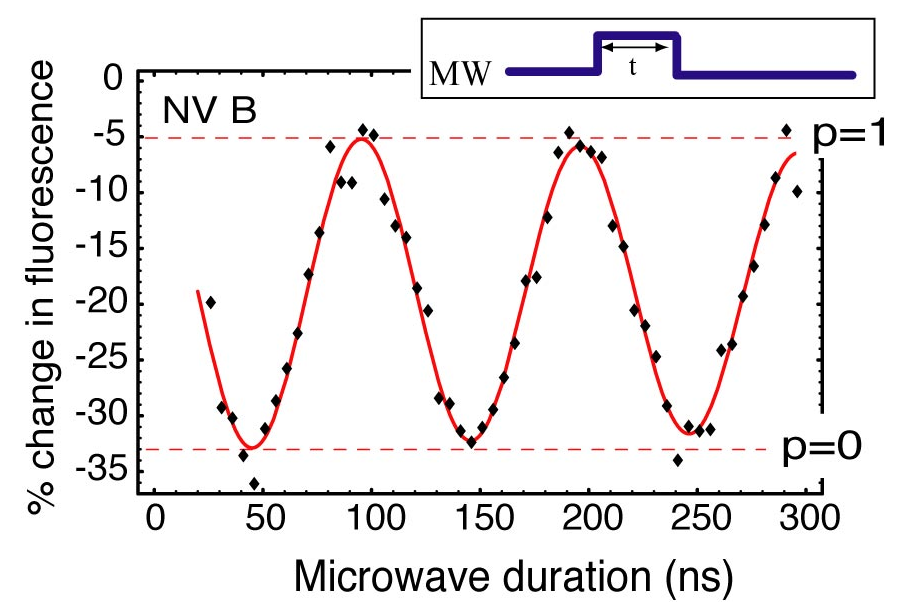 MW
t
NV B
% change in fluorescence
0
-5
-10
-15
-20
-25
-30
-35
p=1
p=0
0 50 100 150 200 250 300
Microwave duration (ns)